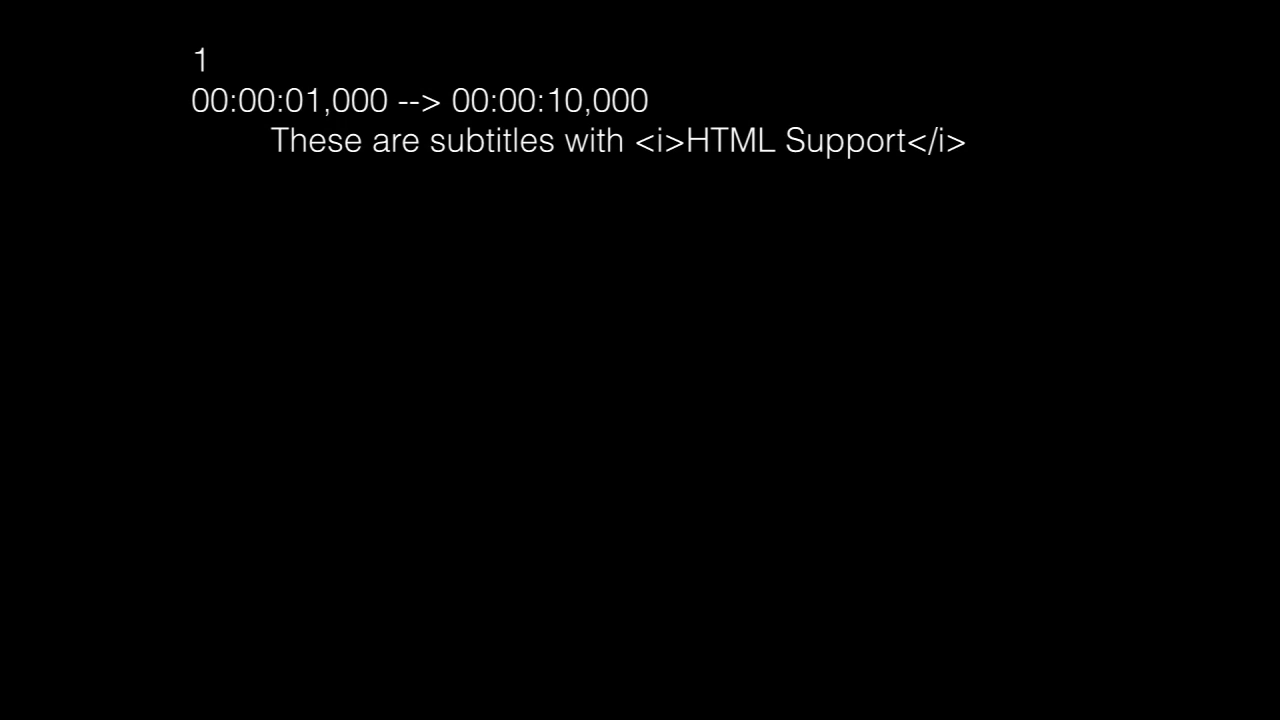 1
00:00:01,000 --> 00:00:10,000
These are subtitles with <i>HTML Support</i>